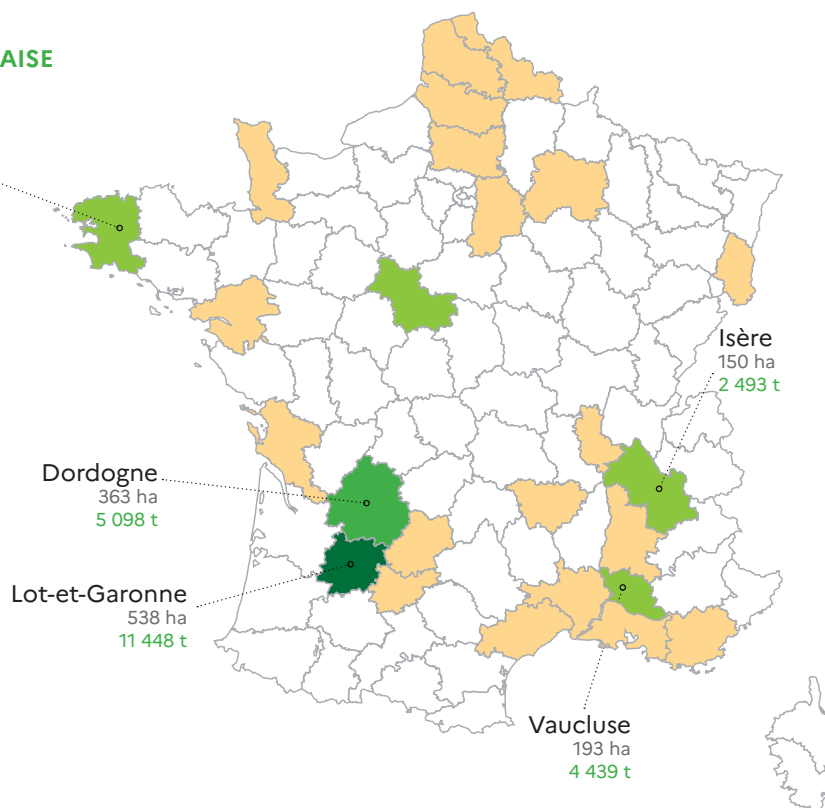 AISE
Isère
150 ha
2 493 t
Dordogne
363 ha
5 098 t
Lot-et-Garonne
538 ha
11 448 t
Vaucluse
193 ha
4 439 t